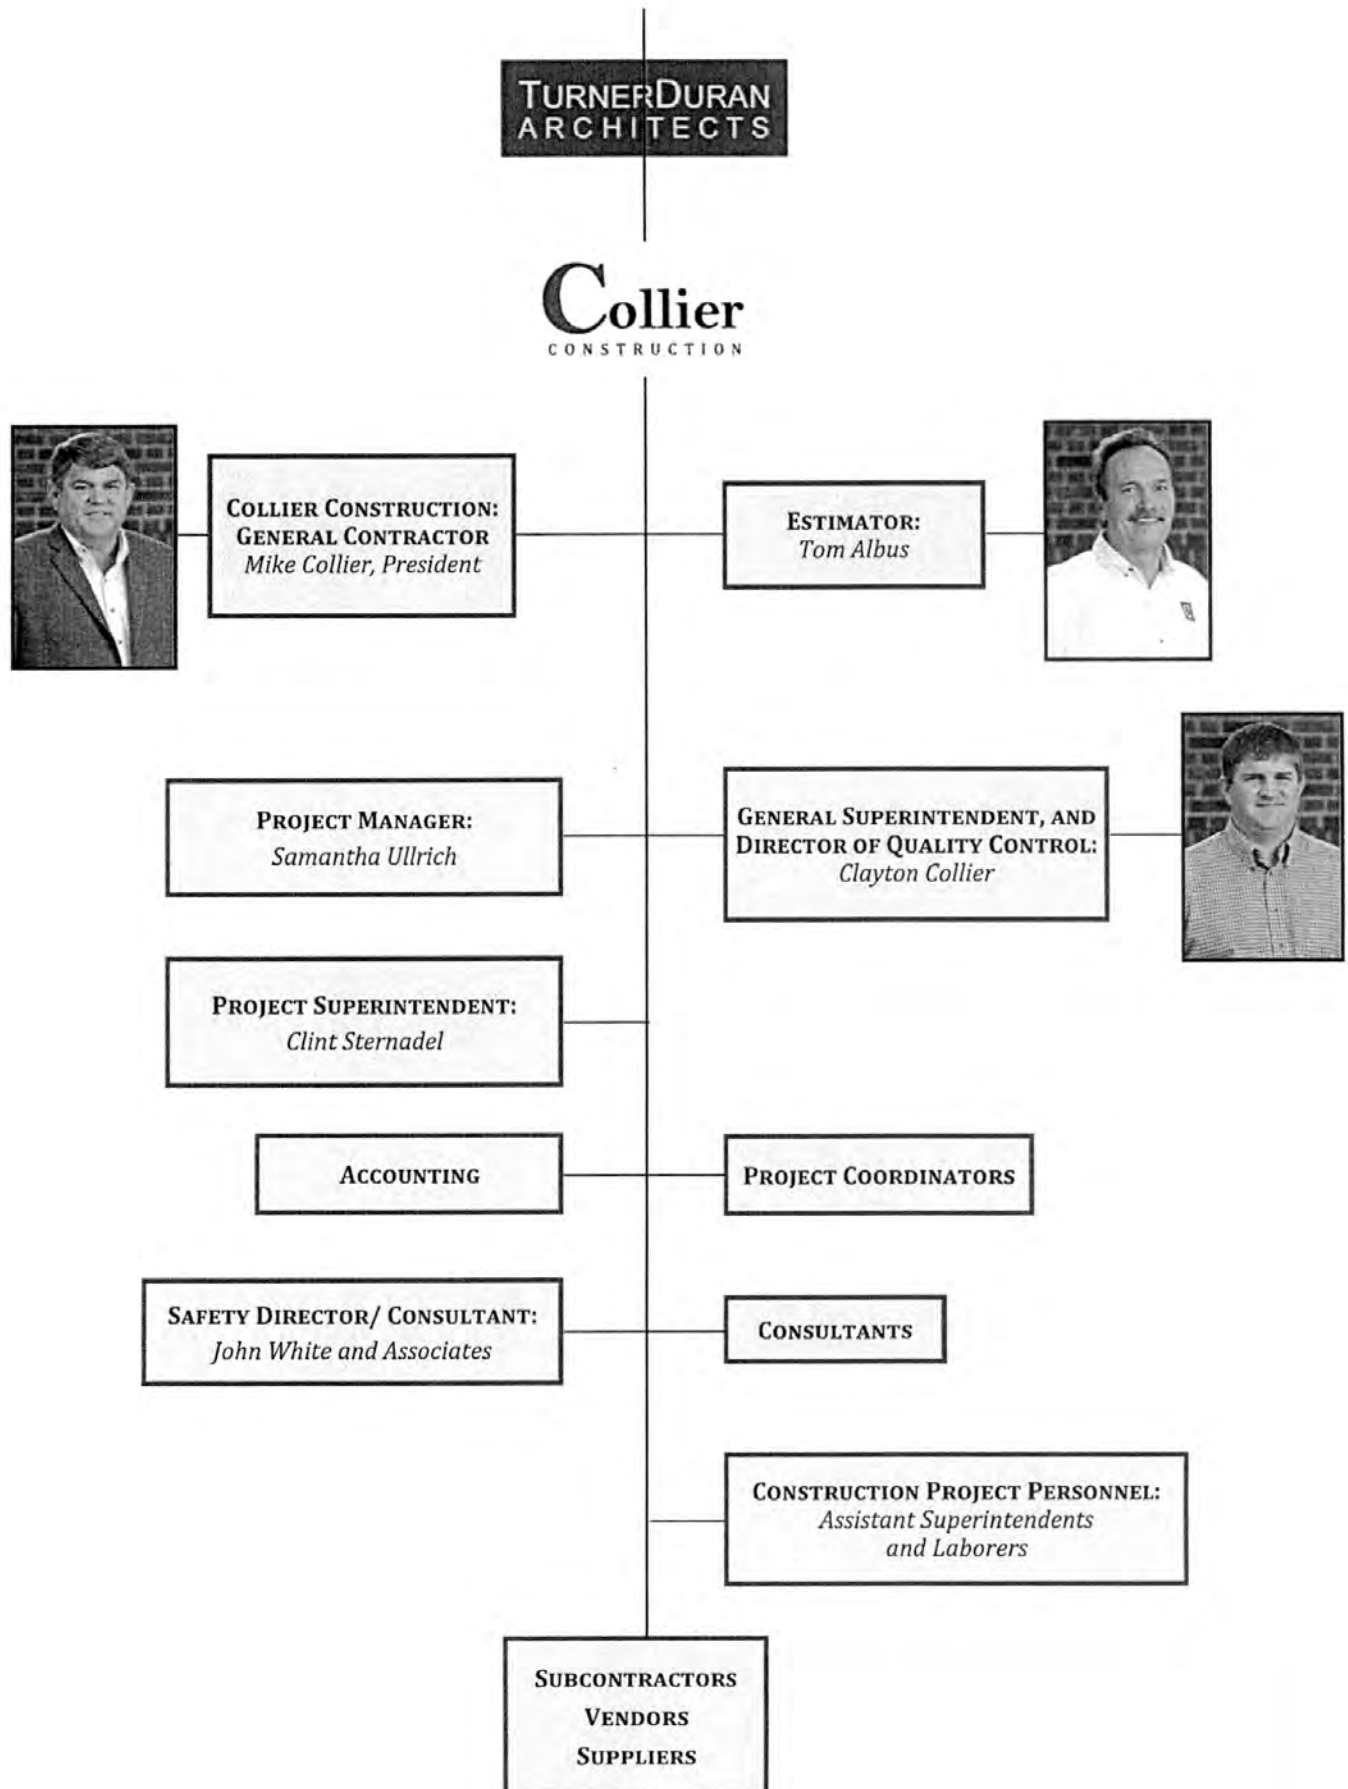 TURNERDURAN
ARCHITECTS
Collier
CONSTRUCTION
COLLIER CONSTRUCTION:
GENERAL CONTRACTOR
Mike Collier, President
ESTIMATOR:
Tom Albus
PROJECT MANAGER:
Samantha Ullrich
GENERAL SUPERINTENDENT, AND
DIRECTOR OF QUALITY CONTROL:
Clayton Collier
PROJECT SUPERINTENDENT:
Clint Sternadel
ACCOUNTING
PROJECT COORDINATORS
SAFETY DIRECTOR/ CONSULTANT:
John White and Associates
CONSULTANTS
CONSTRUCTION PROJECT PERSONNEL:
Assistant Superintendents
and Laborers
SUBCONTRACTORS
VENDORS
SUPPLIERS